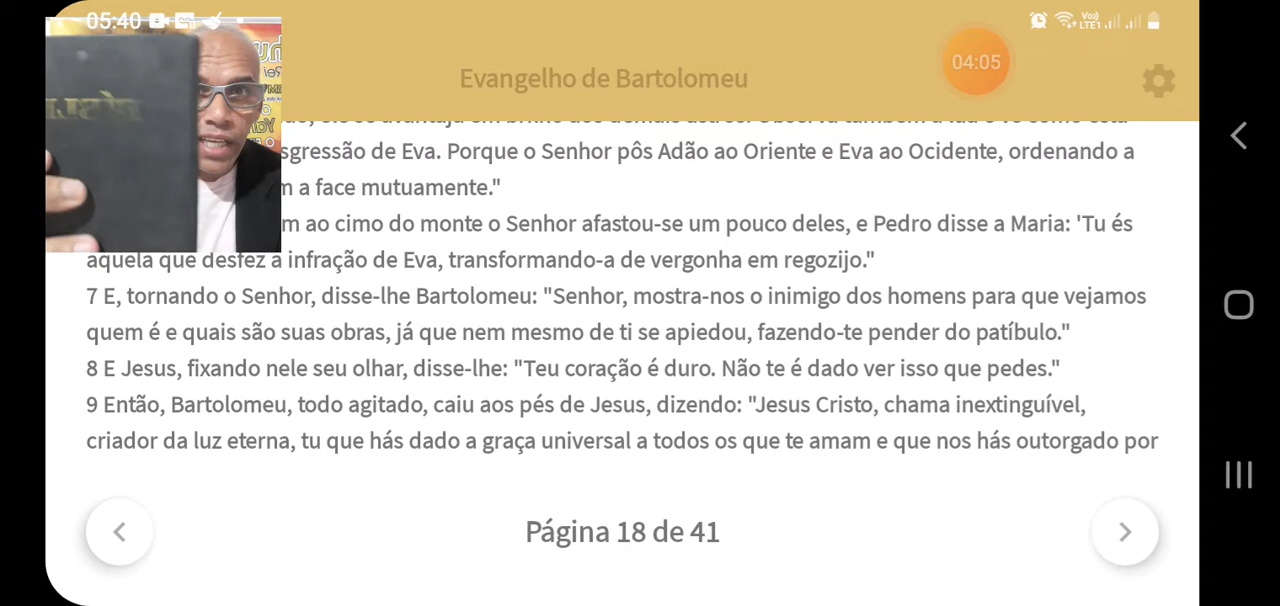 05:40
Vo)
LTE1
04:05
Evangelho de Bartolomeu
sgressão de Eva. Porque o Senhor pôs Adão ao Oriente e Eva ao Ocidente, ordenando a
m a face mutuamente."
m ao cimo do monte o Senhor afastou-se um pouco deles, e Pedro disse a Maria: 'Tu és
aquela que desfez a infração de Eva, transformando-a de vergonha em regozijo."
7 E, tornando o Senhor, disse-lhe Bartolomeu: "Senhor, mostra-nos o inimigo dos homens para que vejamos
quem é e quais são suas obras, já que nem mesmo de ti se apiedou, fazendo-te pender do patíbulo."
8 E Jesus, fixando nele seu olhar, disse-lhe: "Teu coração é duro. Não te é dado ver isso que pedes."
9 Então, Bartolomeu, todo agitado, caiu aos pés de Jesus, dizendo: "Jesus Cristo, chama inextinguível,
criador da luz eterna, tu que hás dado a graça universal a todos os que te amam e que nos hás outorgado por
Página 18 de 41